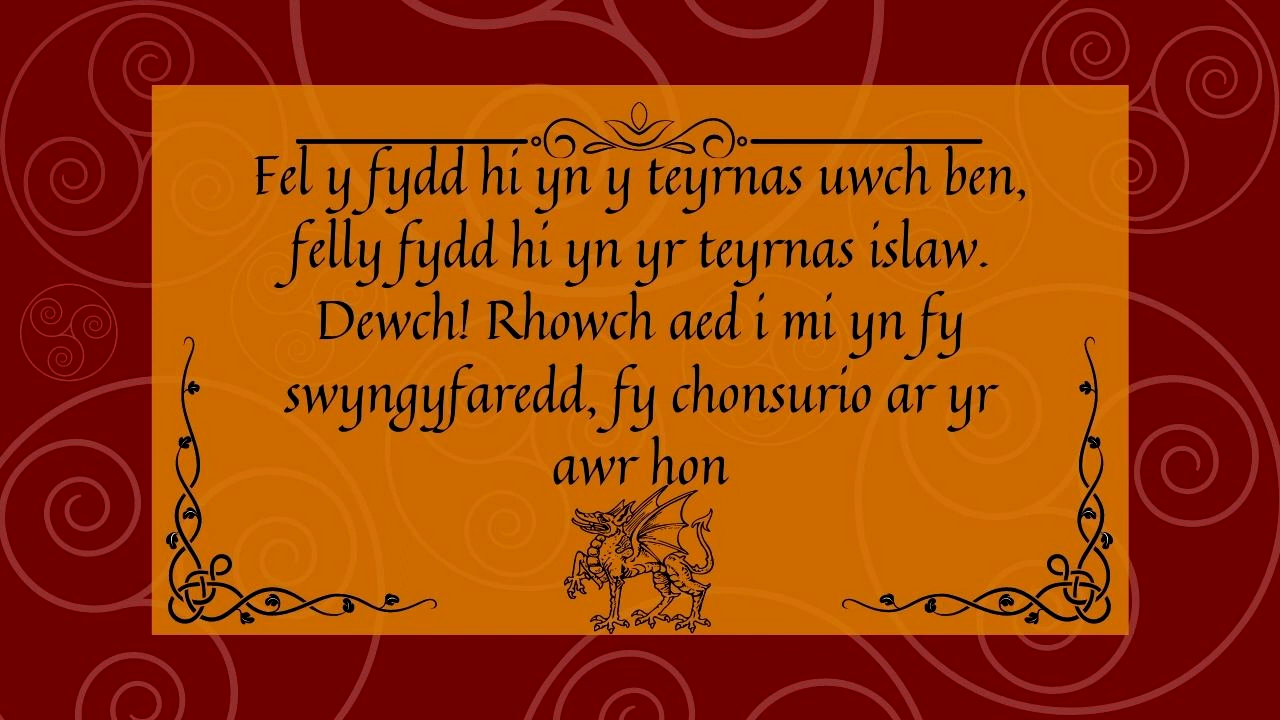 Fel y fydd hi yn y teyrnas uwch ben,
felly fydd hi yn yr teyrnas islaw.
Dewch! Rhowch aed i mi yn fy
swyngyfaredd, fy chonsurio ar yr
awr hon